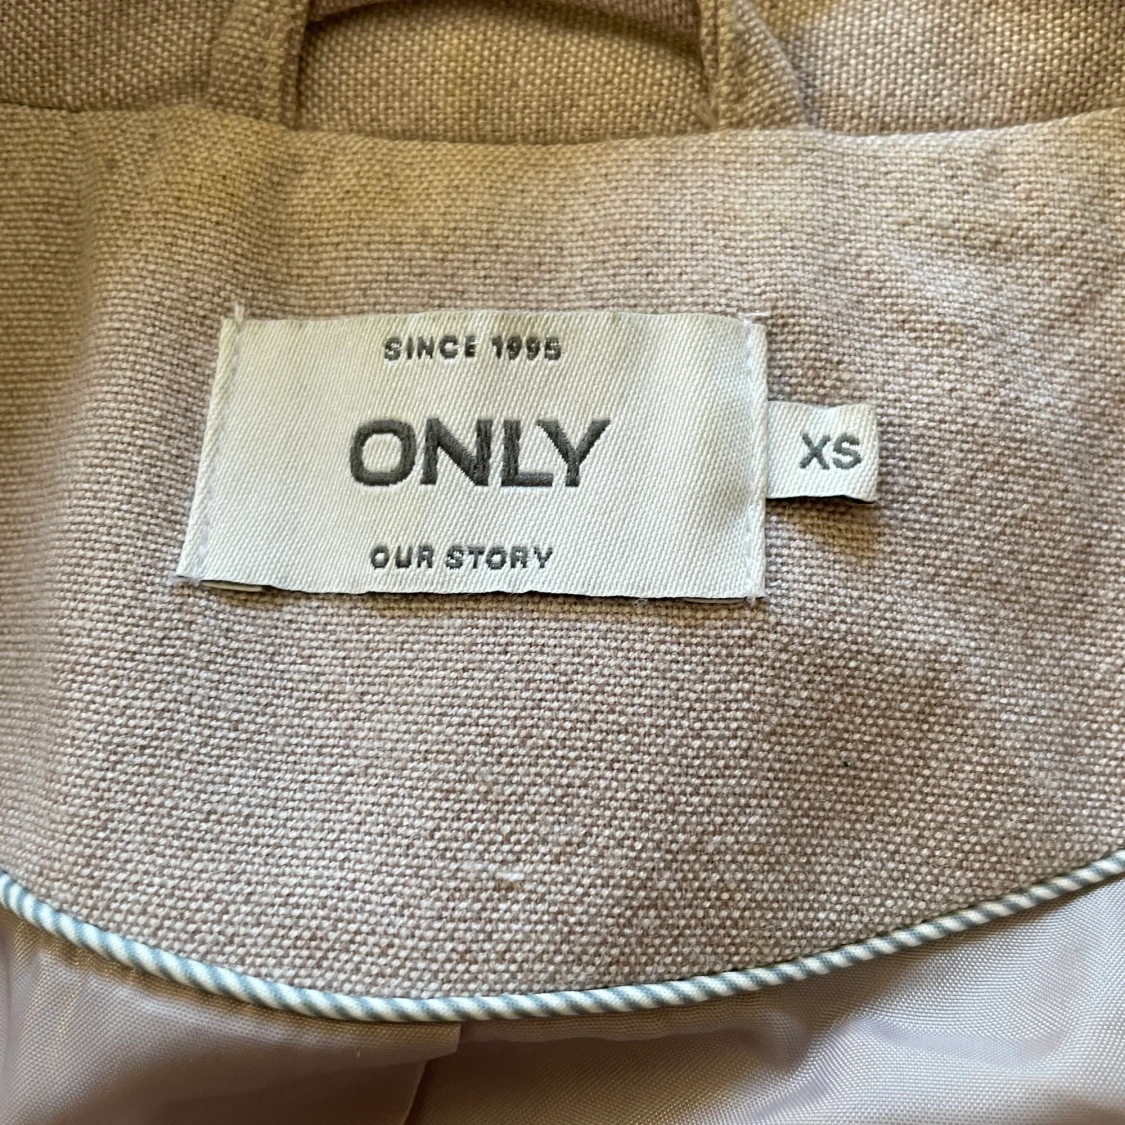 SINCE 1995
ONLY
XS
OUR STORY